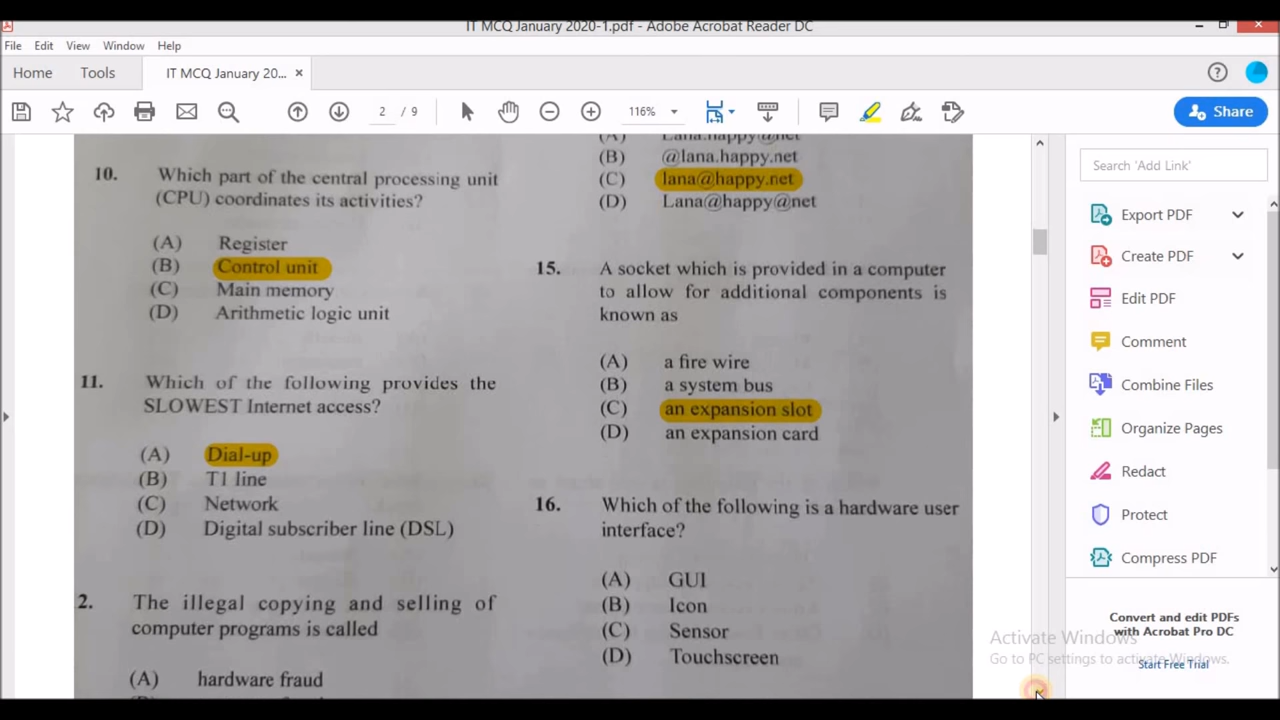 IT MCQ January 2020-1.pdf - Adobe Acrobat Reader DC
File Edit View Window Help
Home Tools IT MCQ January 20... ×
2 / 9 116% Share
10. Which part of the central processing unit
(CPU) coordinates its activities?
(A) Register
(B) Control unit
(C) Main memory
(D) Arithmetic logic unit
11. Which of the following provides the
SLOWEST Internet access?
(A) Dial-up
(B) T1 line
(C) Network
(D) Digital subscriber line (DSL)
2. The illegal copying and selling of
computer programs is called
(A) hardware fraud
(A) Lana.happy@net
(B) @lana.happy.net
(C) lana@happy.net
(D) Lana@happy@net
15. A socket which is provided in a computer
to allow for additional components is
known as
(A) a fire wire
(B) a system bus
(C) an expansion slot
(D) an expansion card
16. Which of the following is a hardware user
interface?
(A) GUI
(B) Icon
(C) Sensor
(D) Touchscreen
Search 'Add Link'
Export PDF
Create PDF
Edit PDF
Comment
Combine Files
Organize Pages
Redact
Protect
Compress PDF
Convert and edit PDFs
with Acrobat Pro DC
Start Free Trial
Activate Windows
Go to PC settings to activate Windows.